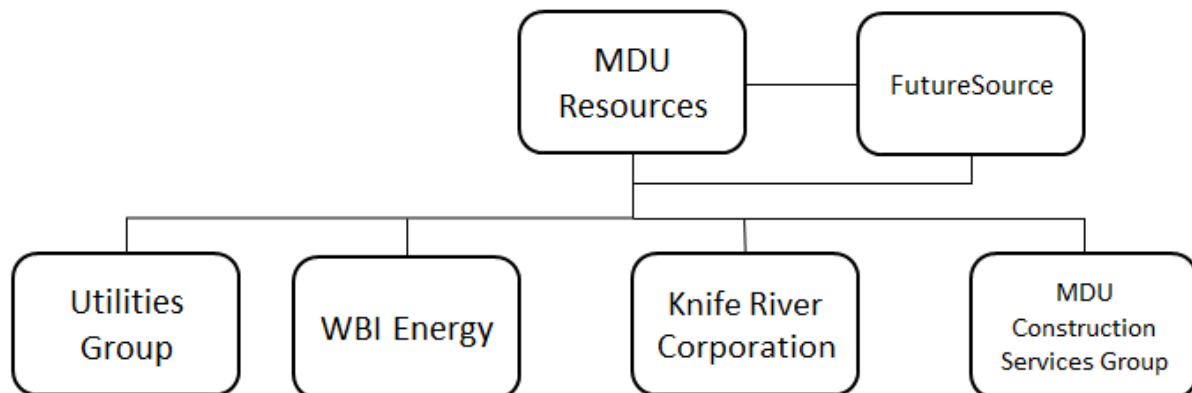 MDU
Resources
FutureSource
Utilities
Group
WBI Energy
Knife River
Corporation
MDU
Construction
Services Group